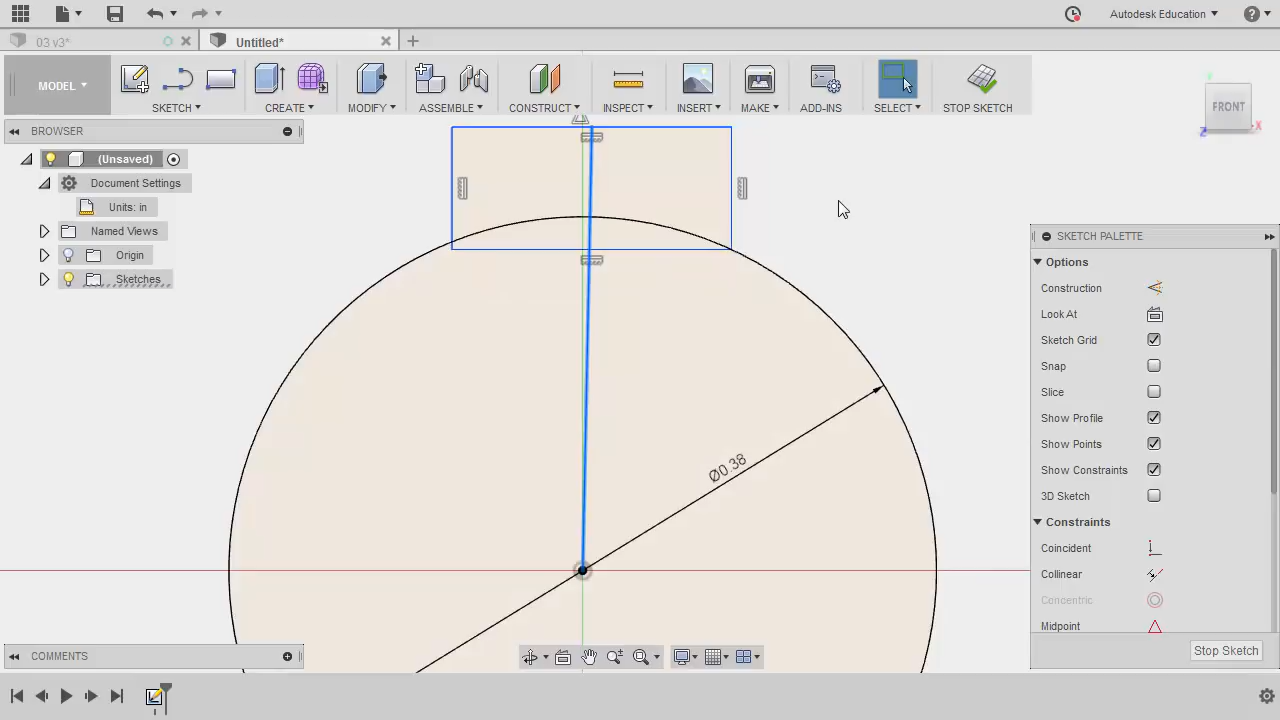 Autodesk Education
03 v3*
Untitled*
MODEL
SKETCH
CREATE
MODIFY
ASSEMBLE
CONSTRUCT
INSPECT
INSERT
MAKE
ADD-INS
SELECT
STOP SKETCH
FRONT
X
Z
BROWSER
(Unsaved)
Document Settings
Units: in
Named Views
Origin
Sketches
Ø0.38
SKETCH PALETTE
Options
Construction
Look At
Sketch Grid
Snap
Slice
Show Profile
Show Points
Show Constraints
3D Sketch
Constraints
Coincident
Collinear
Concentric
Midpoint
Stop Sketch
COMMENTS